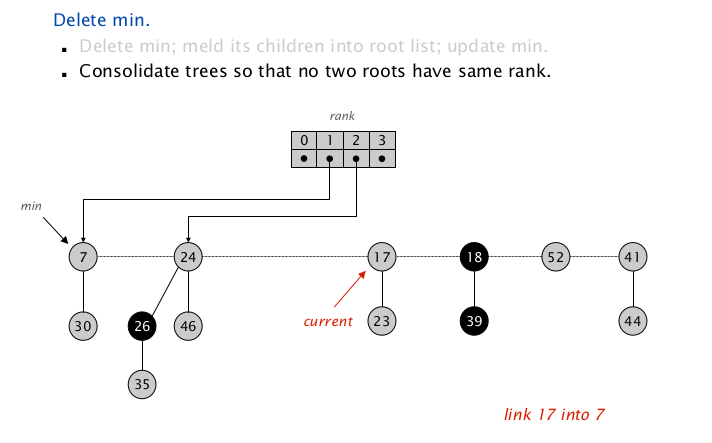 Delete min.
▪ Delete min; meld its children into root list; update min.
▪ Consolidate trees so that no two roots have same rank.
rank
0 1 2 3
min
7 24 17 18 52 41
30 26 46 23 39 44
current
35
link 17 into 7